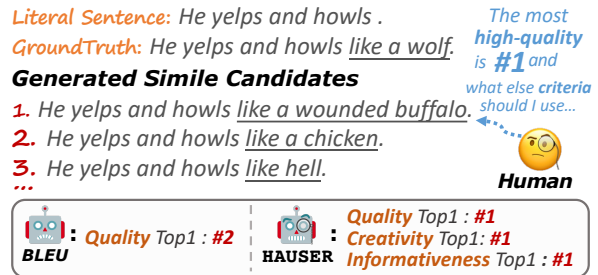 Literal Sentence: He yelps and howls .
GroundTruth: He yelps and howls like a wolf.
Generated Simile Candidates
1. He yelps and howls like a wounded buffalo.
2. He yelps and howls like a chicken.
3. He yelps and howls like hell.
...
The most
high-quality
is #1 and
what else criteria
should I use...
Human
BLEU : Quality Top1 : #2
HAUSER :
Quality Top1 : #1
Creativity Top1: #1
Informativeness Top1 : #1